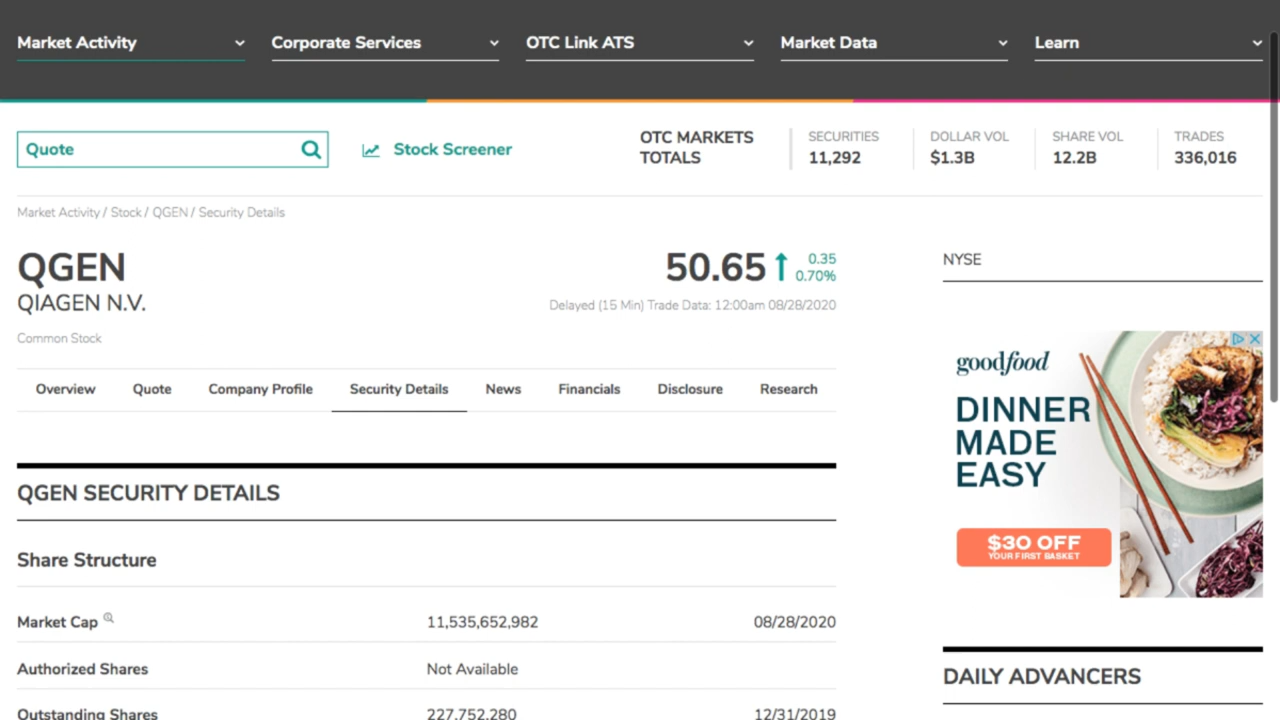 Market Activity
Corporate Services
OTC Link ATS
Market Data
Learn
Quote
Stock Screener
OTC MARKETS
TOTALS
SECURITIES
11,292
DOLLAR VOL
$1.3B
SHARE VOL
12.2B
TRADES
336,016
Market Activity / Stock / QGEN / Security Details
QGEN
50.65
0.35
0.70%
QIAGEN N.V.
Delayed (15 Min) Trade Data: 12:00am 08/28/2020
Common Stock
NYSE
Overview
Quote
Company Profile
Security Details
News
Financials
Disclosure
Research
goodfood
DINNER
MADE
EASY
$30 OFF
YOUR FIRST BASKET
QGEN SECURITY DETAILS
Share Structure
Market Cap 11,535,652,982 08/28/2020
Authorized Shares Not Available
Outstanding Shares 227,752,280 12/31/2019
DAILY ADVANCERS